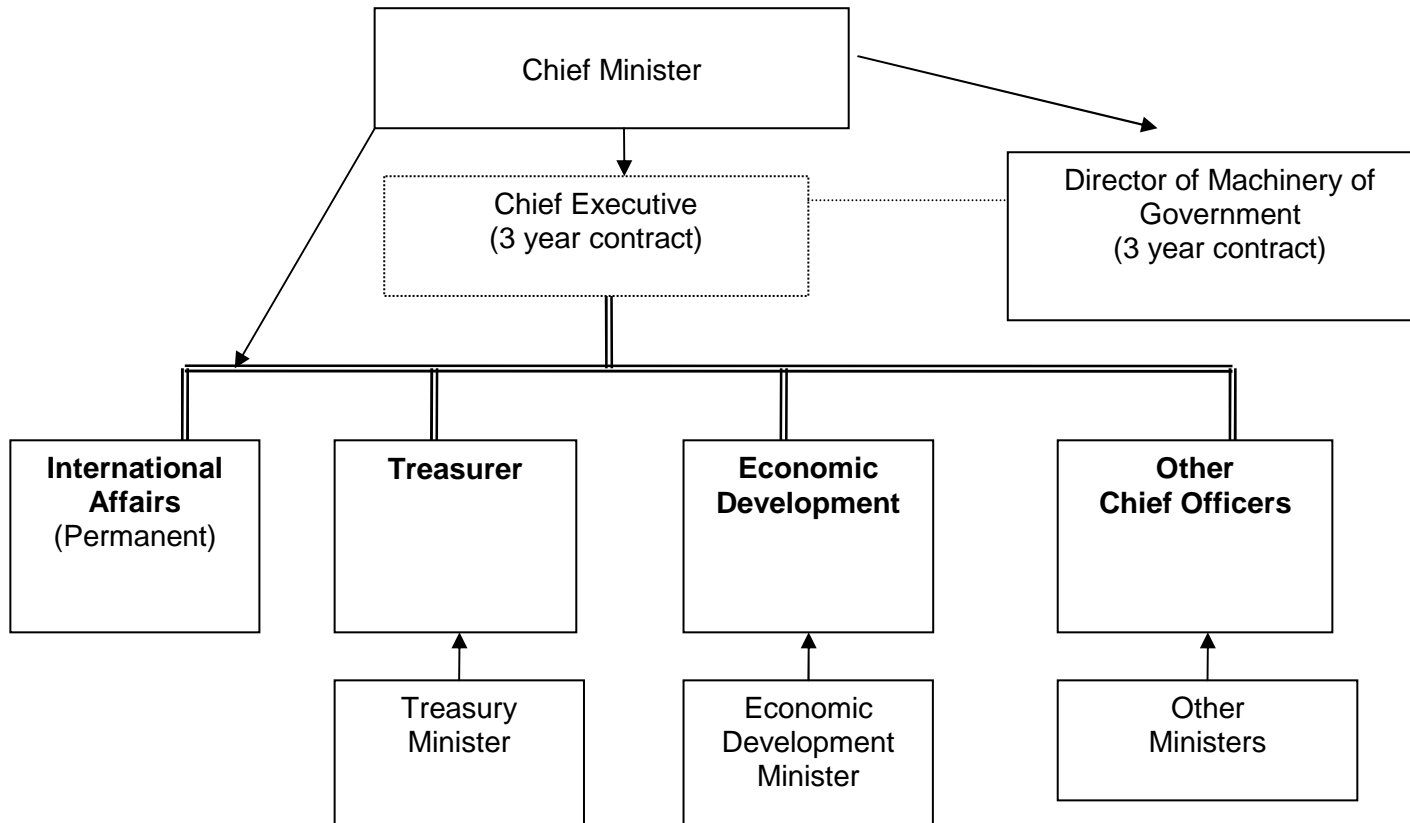 Chief Minister
Chief Executive
(3 year contract)
Director of Machinery of
Government
(3 year contract)
International
Affairs
(Permanent)
Treasurer
Economic
Development
Other
Chief Officers
Treasury
Minister
Economic
Development
Minister
Other
Ministers